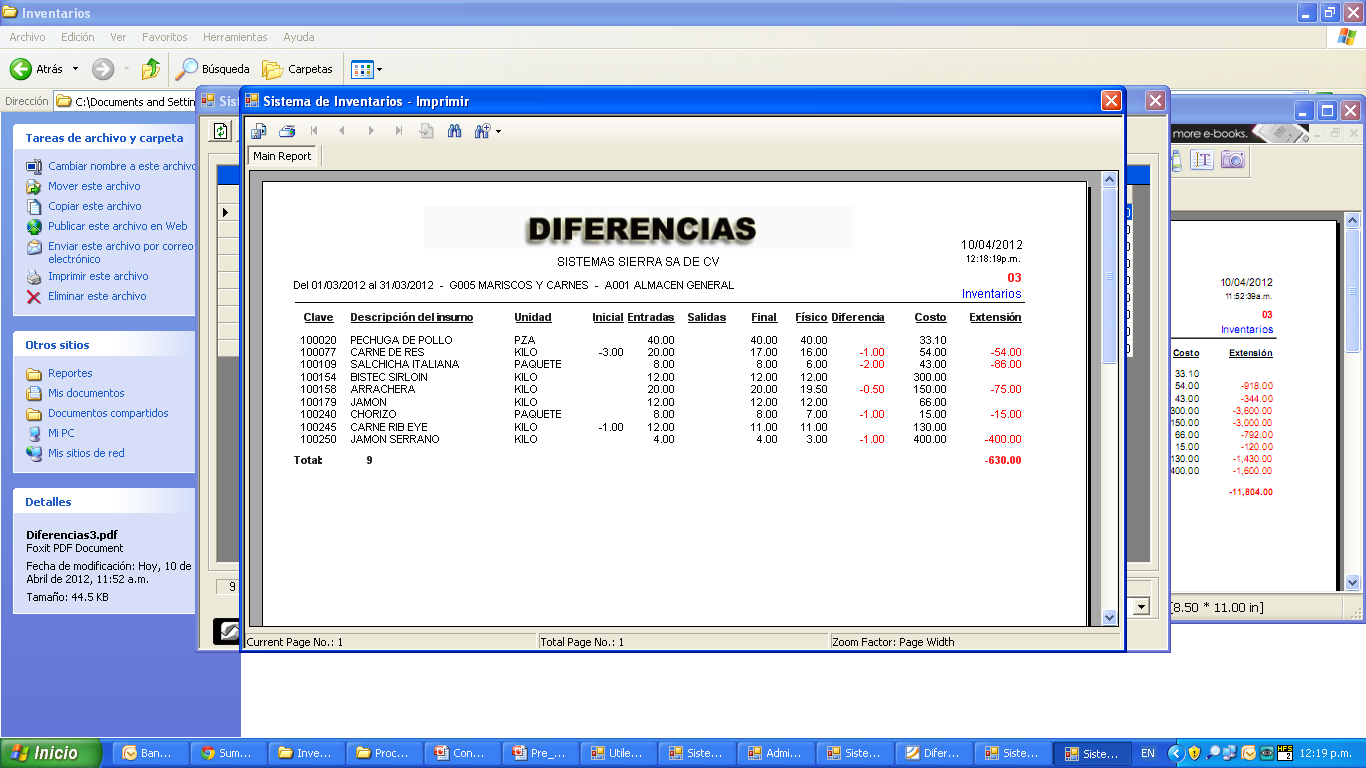 Inventarios
Archivo Edición Ver Favoritos Herramientas Ayuda
Atrás Búsqueda Carpetas
Dirección C:\Documents and Settin
Tareas de archivo y carpeta
Cambiar nombre a este archivo
Mover este archivo
Copiar este archivo
Publicar este archivo en Web
Enviar este archivo por correo
electrónico
Imprimir este archivo
Eliminar este archivo
Otros sitios
Reportes
Mis documentos
Documentos compartidos
Mi PC
Mis sitios de red
Detalles
Diferencias3.pdf
Foxit PDF Document
Fecha de modificación: Hoy, 10 de
Abril de 2012, 11:52 a.m.
Tamaño: 44.5 KB
Sistema de Inventarios - Imprimir
Main Report
DIFERENCIAS
SISTEMAS SIERRA SA DE CV
10/04/2012
12:18:19p.m.
03
Inventarios
Del 01/03/2012 al 31/03/2012 - G005 MARISCOS Y CARNES - A001 ALMACEN GENERAL
Clave Descripción del insumo Unidad Inicial Entradas Salidas Final Físico Diferencia Costo Extensión
100020 PECHUGA DE POLLO PZA 40.00 40.00 40.00 33.10
100077 CARNE DE RES KILO -3.00 20.00 17.00 16.00 -1.00 54.00 -54.00
100109 SALCHICHA ITALIANA PAQUETE 8.00 8.00 6.00 -2.00 43.00 -86.00
100154 BISTEC SIRLOIN KILO 12.00 12.00 12.00 300.00
100158 ARRACHERA KILO 20.00 20.00 19.50 -0.50 150.00 -75.00
100179 JAMON KILO 12.00 12.00 12.00 66.00
100240 CHORIZO PAQUETE 8.00 8.00 7.00 -1.00 15.00 -15.00
100245 CARNE RIB EYE KILO -1.00 12.00 11.00 11.00 130.00
100250 JAMON SERRANO KILO 4.00 4.00 3.00 -1.00 400.00 -400.00
Total: 9 -630.00
Current Page No.: 1 Total Page No.: 1 Zoom Factor: Page Width
9
more e-books.
10/04/2012
11:52:39a.m.
03
Inventarios
Costo Extensión
33.10
54.00 -918.00
43.00 -344.00
300.00 -3,600.00
150.00 -3,000.00
66.00 -792.00
15.00 -120.00
130.00 -1,430.00
400.00 -1,600.00
-11,804.00
[8.50 * 11.00 in]
Inicio Ban... Sum... Inve... Proc... Con... Pre_... Utile... Siste... Admi... Siste... Difer... Siste... Siste... EN HFS 2 12:19 p.m.